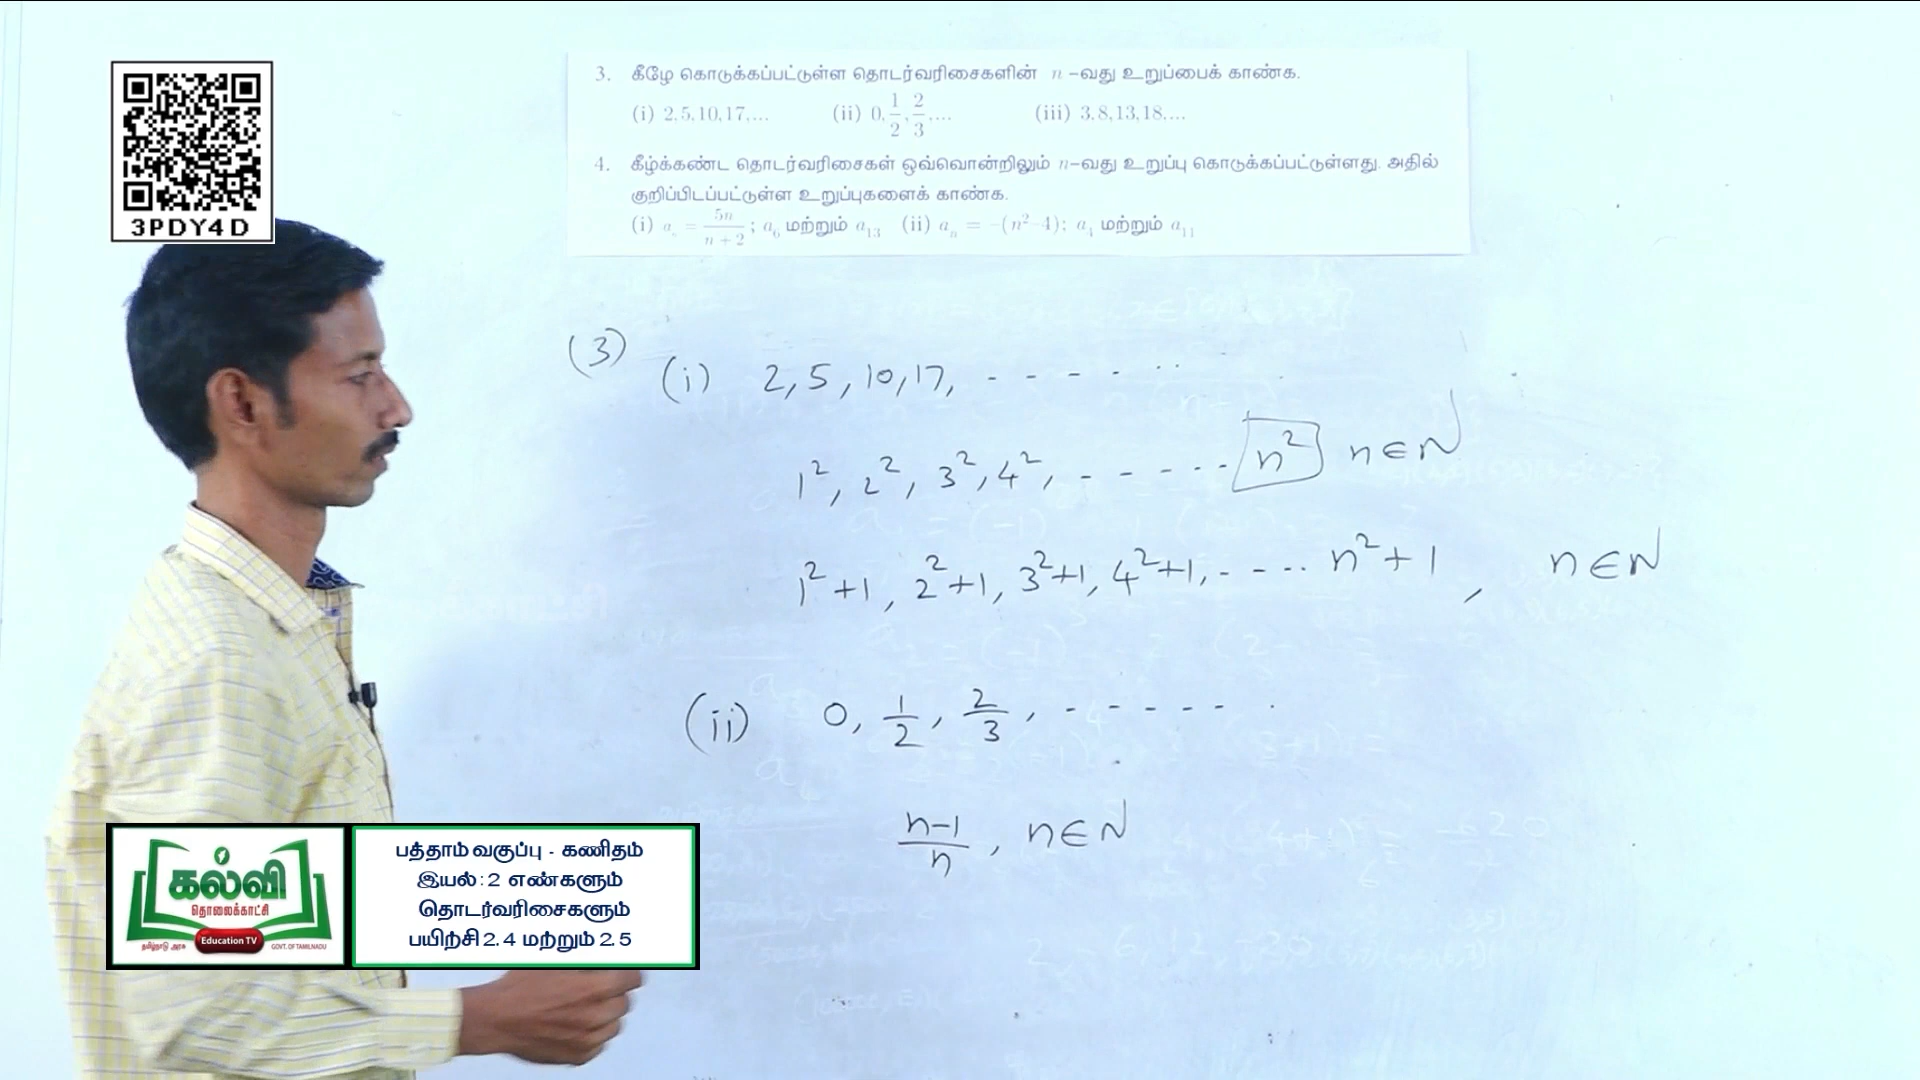 3PDY4D
3. கீழே கொடுக்கப்பட்டுள்ள தொடர்வரிசைகளின் n –வது உறுப்பைக் காண்க.
(i) 2,5,10,17,... (ii) 0, 1/2, 2/3, ... (iii) 3,8,13,18,...
4. கீழ்க்கண்ட தொடர்வரிசைகள் ஒவ்வொன்றிலும் n–வது உறுப்பு கொடுக்கப்பட்டுள்ளது. அதில்
குறிப்பிடப்பட்டுள்ள உறுப்புகளைக் காண்க.
(i) aₙ = 5n/(n + 2) ; a₆ மற்றும் a₁₃ (ii) aₙ = –(n²–4); a₄ மற்றும் a₁₁
(3) (i) 2, 5, 10, 17, - - - - - -
1², 2², 3², 4², - - - - - n² n∈N
1²+1, 2²+1, 3²+1, 4²+1, - - - - n²+1 , n∈N
(ii) 0, 1/2, 2/3, - - - - - -
(n-1)/n , n∈N
கல்வி
தொலைக்காட்சி
தமிழ்நாடு அரசு Education TV GOVT. OF TAMILNADU
பத்தாம் வகுப்பு - கணிதம்
இயல்: 2 எண்களும்
தொடர்வரிசைகளும்
பயிற்சி 2.4 மற்றும் 2.5